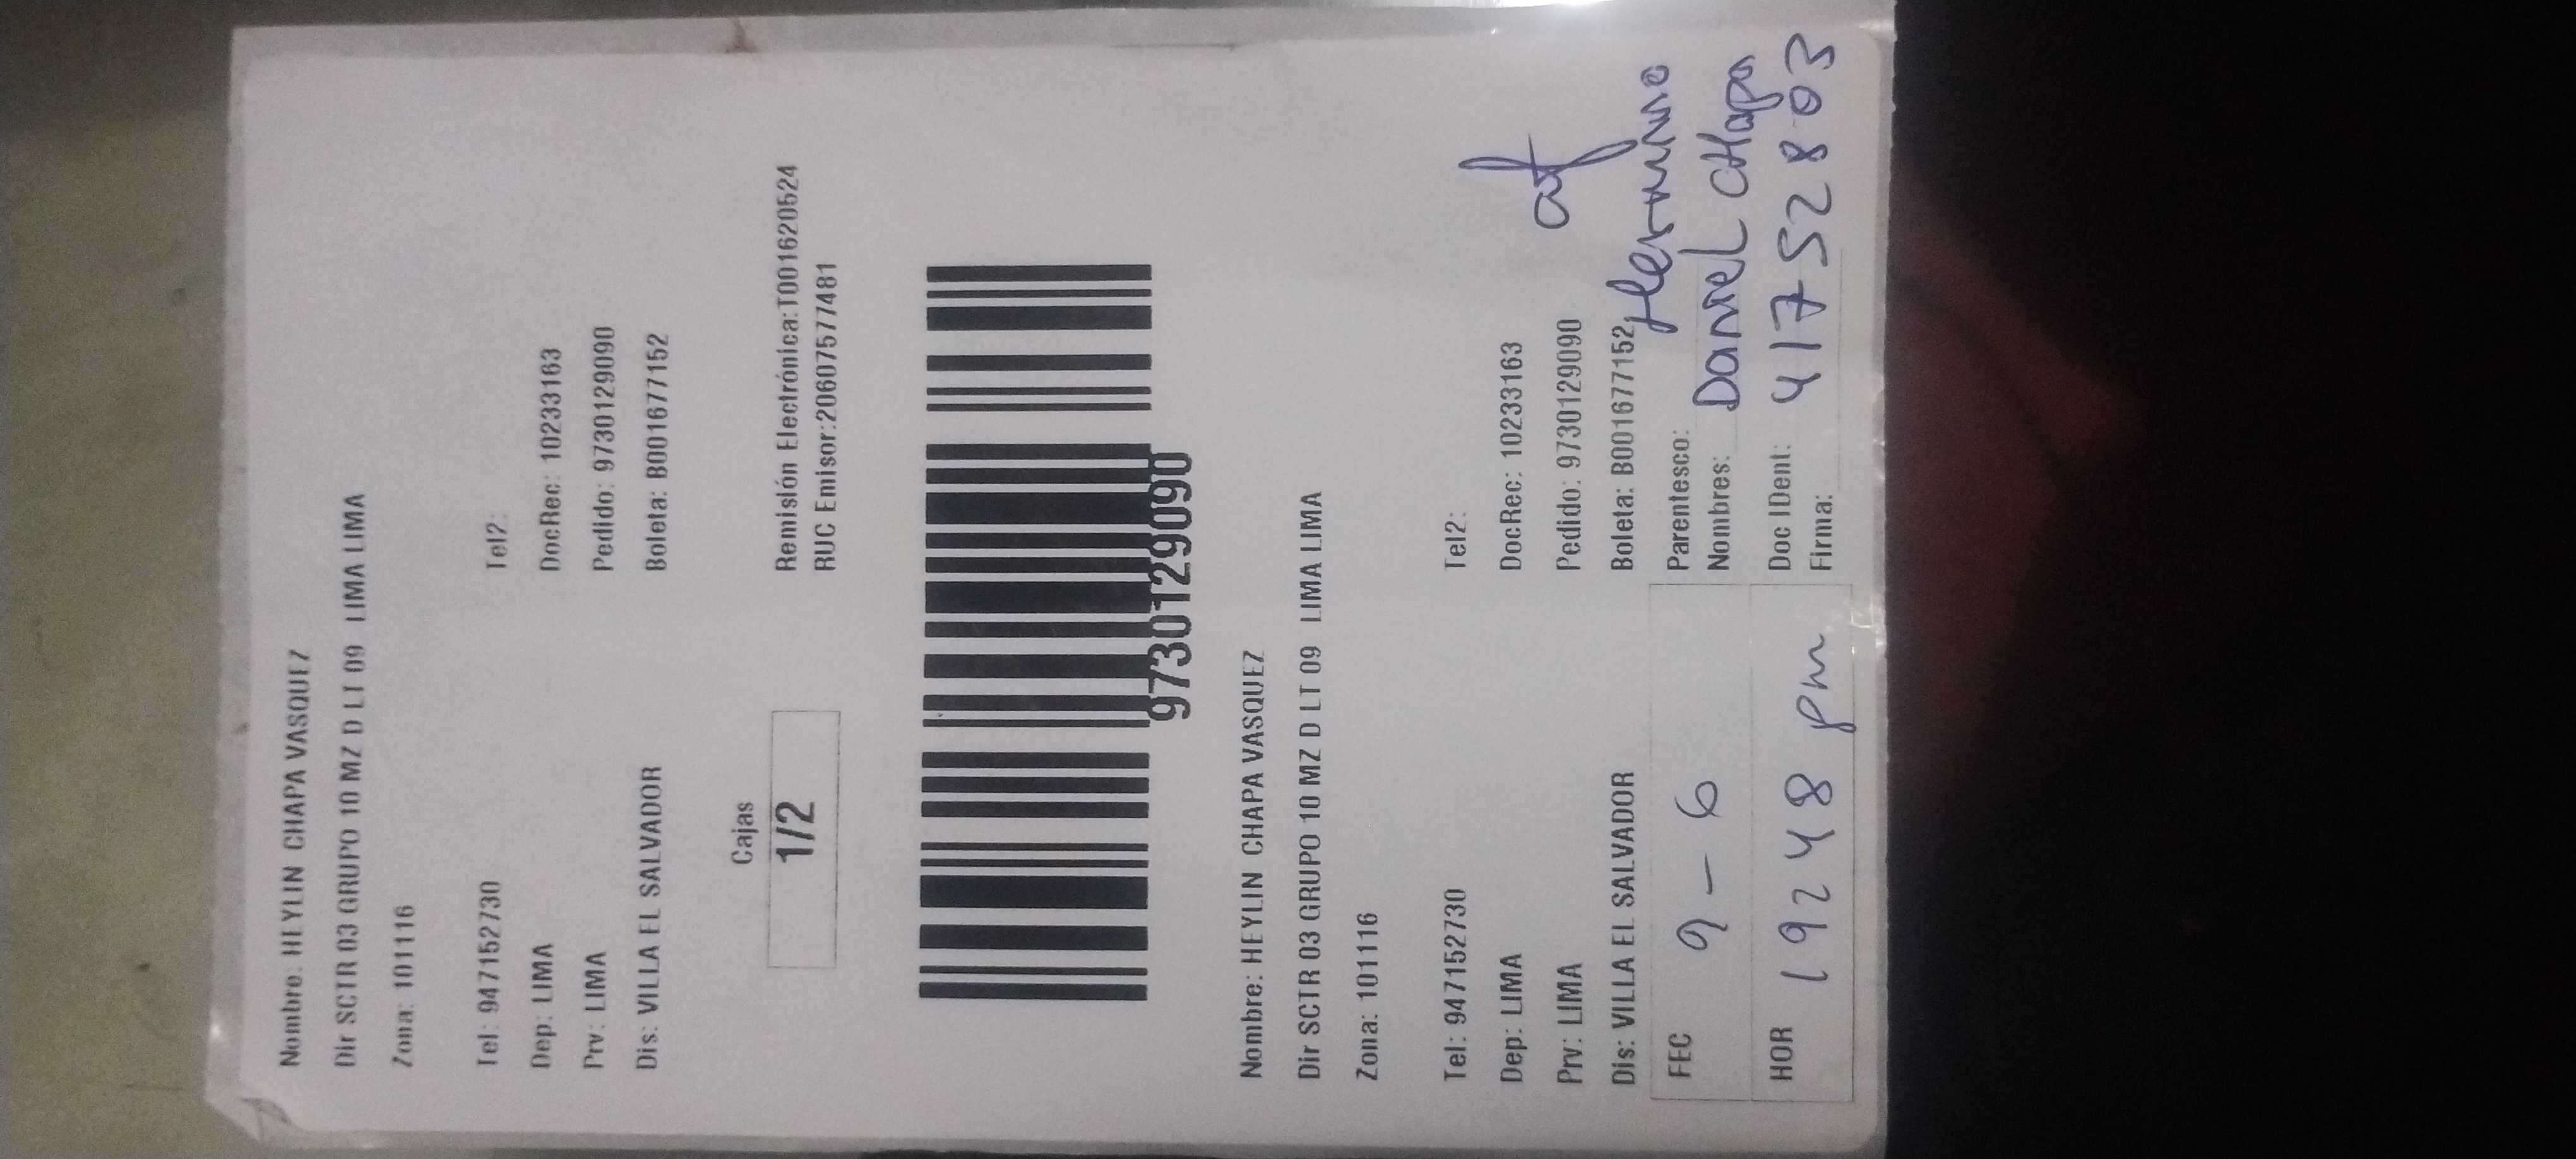 Nombre: HEYLIN CHAPA VASQUEZ
Dir SCTR 03 GRUPO 10 MZ D LT 09 LIMA LIMA
Zona: 101116
Tel: 947152730 Tel2:
Dep: LIMA DocRec: 10233163
Prv: LIMA Pedido: 9730129090
Dis: VILLA EL SALVADOR Boleta: B001677152
Cajas
1/2
Remisión Electrónica:T001620524
RUC Emisor:20607577481
9730129090
Nombre: HEYLIN CHAPA VASQUEZ
Dir SCTR 03 GRUPO 10 MZ D LT 09 LIMA LIMA
Zona: 101116
Tel: 947152730 Tel2:
Dep: LIMA DocRec: 10233163
Prv: LIMA Pedido: 9730129090
Dis: VILLA EL SALVADOR Boleta: B001677152
FEC 9-6 Parentesco: Hermano
Nombres: Daniel CHapa
HOR 19248 pm Doc IDent: 41752803
Firma: